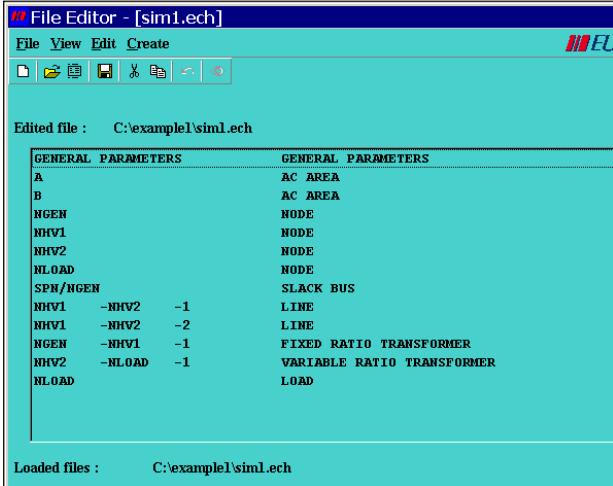 File Editor - [sim1.ech]
File View Edit Create
EU
Edited file : C:\example1\sim1.ech
GENERAL PARAMETERS GENERAL PARAMETERS
A AC AREA
B AC AREA
NGEN NODE
NHV1 NODE
NHV2 NODE
NLOAD NODE
SPN/NGEN SLACK BUS
NHV1 -NHV2 -1 LINE
NHV1 -NHV2 -2 LINE
NGEN -NHV1 -1 FIXED RATIO TRANSFORMER
NHV2 -NLOAD -1 VARIABLE RATIO TRANSFORMER
NLOAD LOAD
Loaded files : C:\example1\sim1.ech